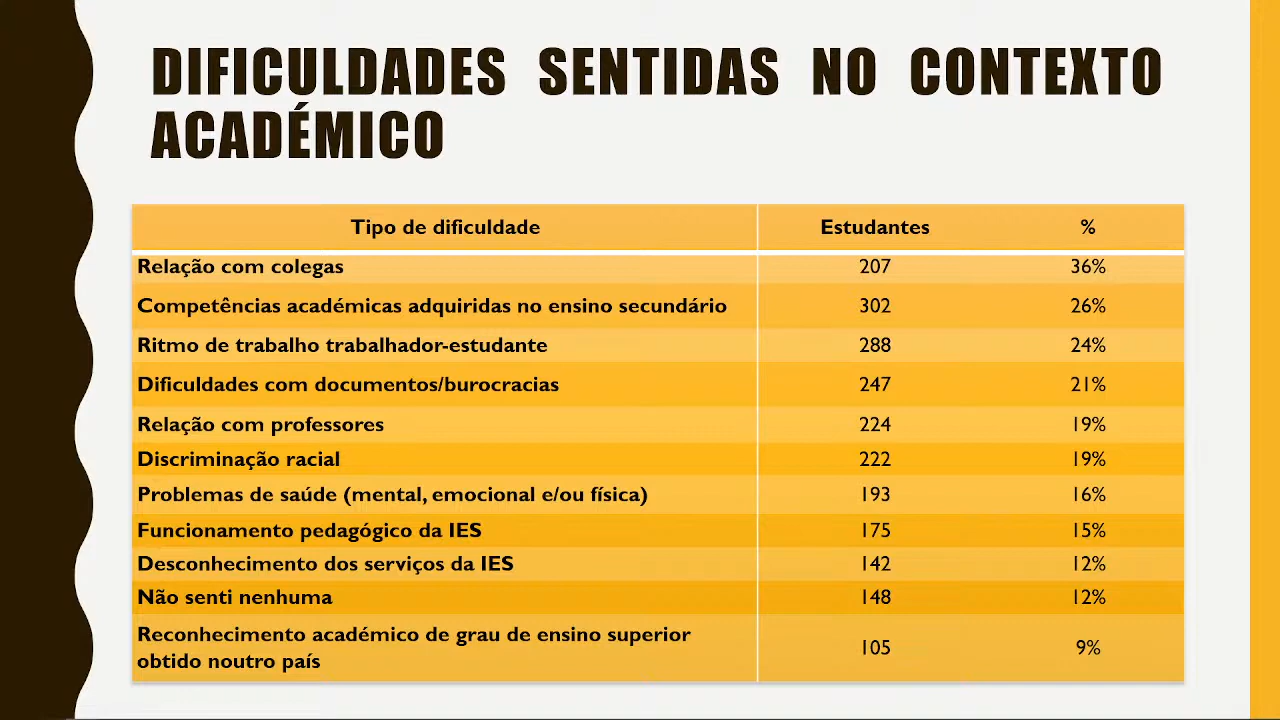 DIFICULDADES SENTIDAS NO CONTEXTO
ACADÉMICO
Tipo de dificuldade Estudantes %
Relação com colegas 207 36%
Competências académicas adquiridas no ensino secundário 302 26%
Ritmo de trabalho trabalhador-estudante 288 24%
Dificuldades com documentos/burocracias 247 21%
Relação com professores 224 19%
Discriminação racial 222 19%
Problemas de saúde (mental, emocional e/ou física) 193 16%
Funcionamento pedagógico da IES 175 15%
Desconhecimento dos serviços da IES 142 12%
Não senti nenhuma 148 12%
Reconhecimento académico de grau de ensino superior
obtido noutro país 105 9%